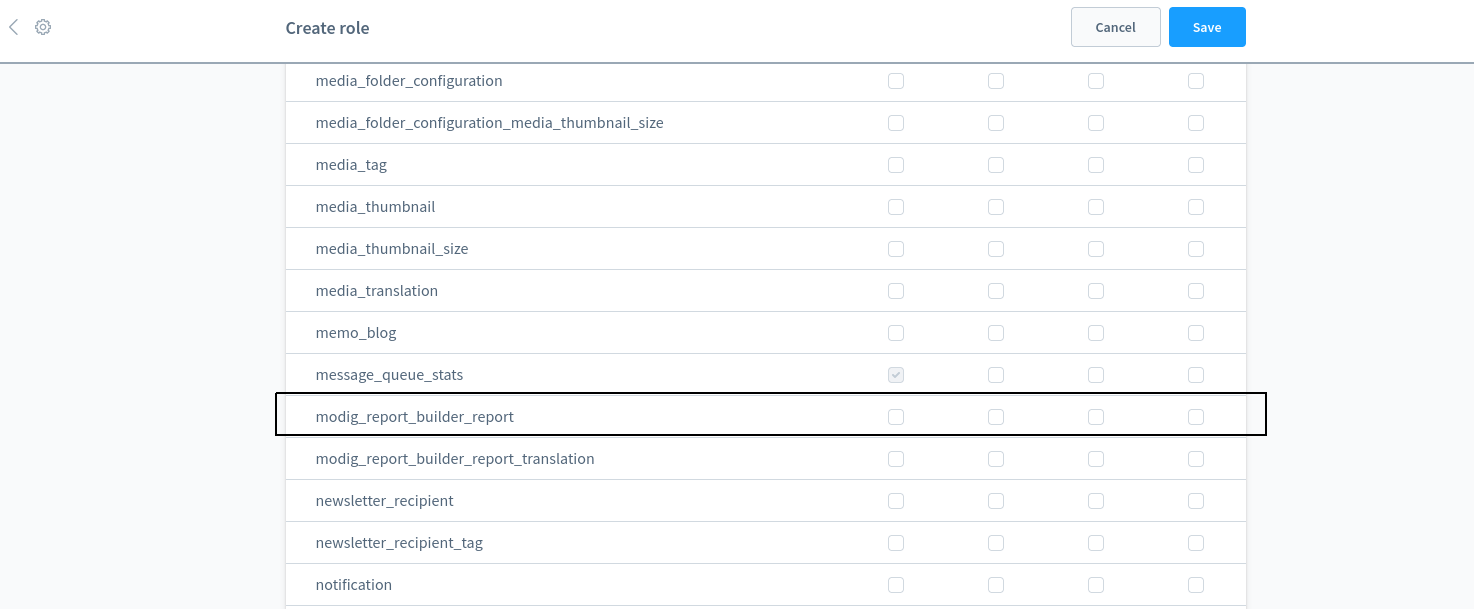 Create role
Cancel
Save
media_folder_configuration
media_folder_configuration_media_thumbnail_size
media_tag
media_thumbnail
media_thumbnail_size
media_translation
memo_blog
message_queue_stats
modig_report_builder_report
modig_report_builder_report_translation
newsletter_recipient
newsletter_recipient_tag
notification